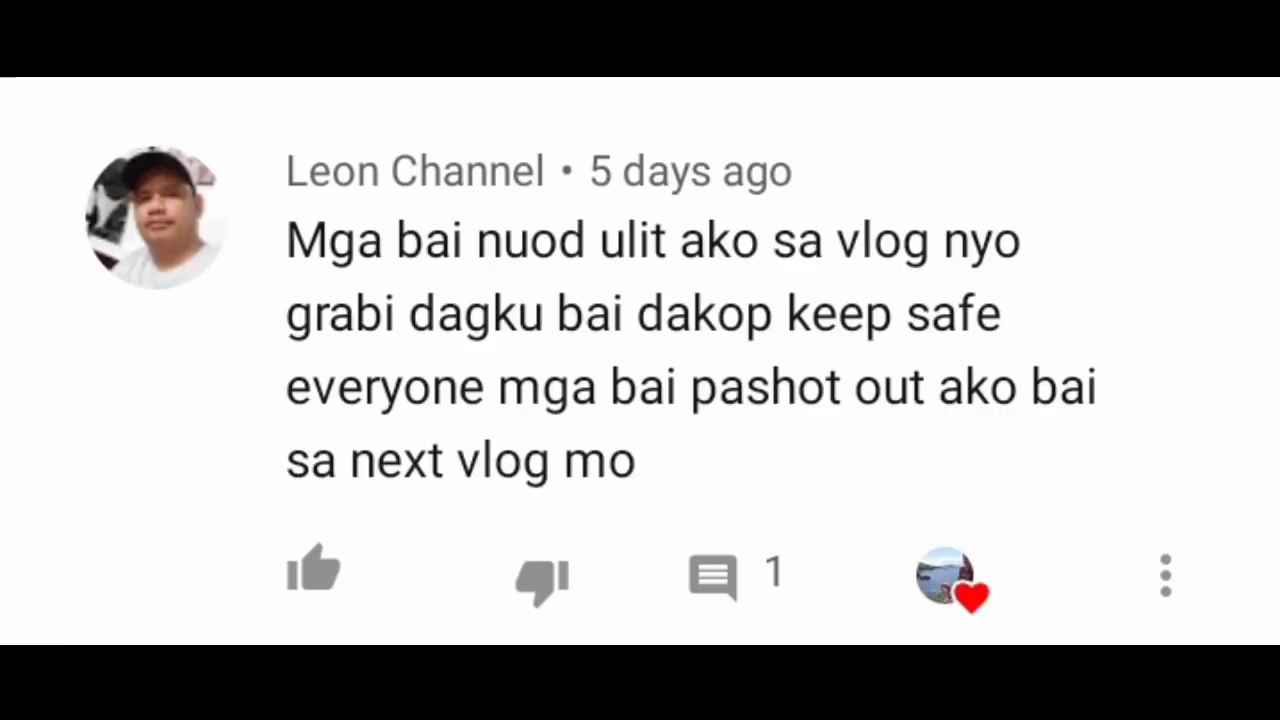 Leon Channel • 5 days ago
Mga bai nuod ulit ako sa vlog nyo
grabi dagku bai dakop keep safe
everyone mga bai pashot out ako bai
sa next vlog mo
1